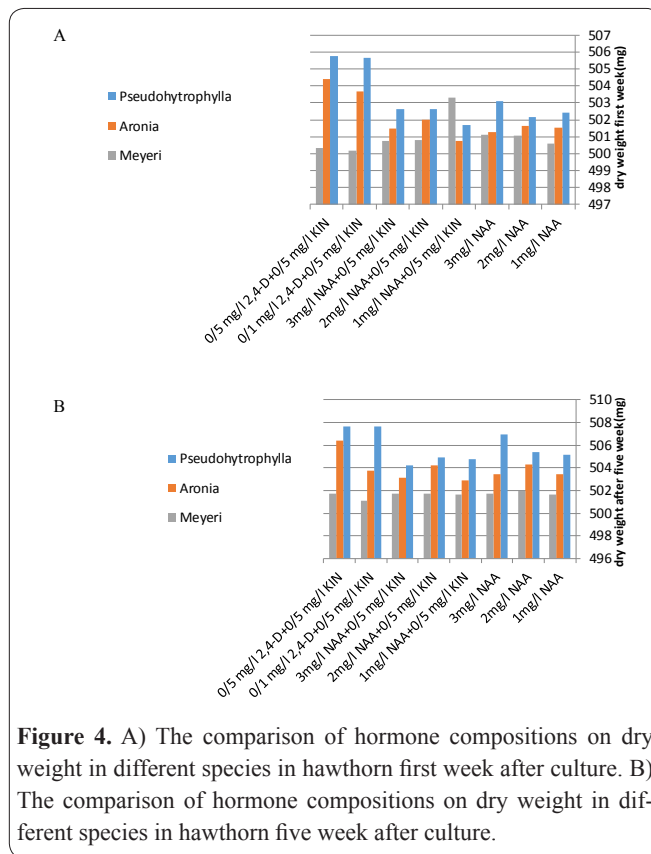 A
Pseudohytrophylla
Aronia
Meyeri
507
506
505
504
503
502
501
500
499
498
497
dry weight first week(mg)
0/5 mg/l 2,4-D+0/5 mg/l KIN
0/1 mg/l 2,4-D+0/5 mg/l KIN
3mg/l NAA+0/5 mg/l KIN
2mg/l NAA+0/5 mg/l KIN
1mg/l NAA+0/5 mg/l KIN
3mg/l NAA
2mg/l NAA
1mg/l NAA
B
Pseudohytrophylla
Aronia
Meyeri
510
508
506
504
502
500
498
496
dry weight after five week(mg)
0/5 mg/l 2,4-D+0/5 mg/l KIN
0/1 mg/l 2,4-D+0/5 mg/l KIN
3mg/l NAA+0/5 mg/l KIN
2mg/l NAA+0/5 mg/l KIN
1mg/l NAA+0/5 mg/l KIN
3mg/l NAA
2mg/l NAA
1mg/l NAA
Figure 4. A) The comparison of hormone compositions on dry
weight in different species in hawthorn first week after culture. B)
The comparison of hormone compositions on dry weight in dif-
ferent species in hawthorn five week after culture.